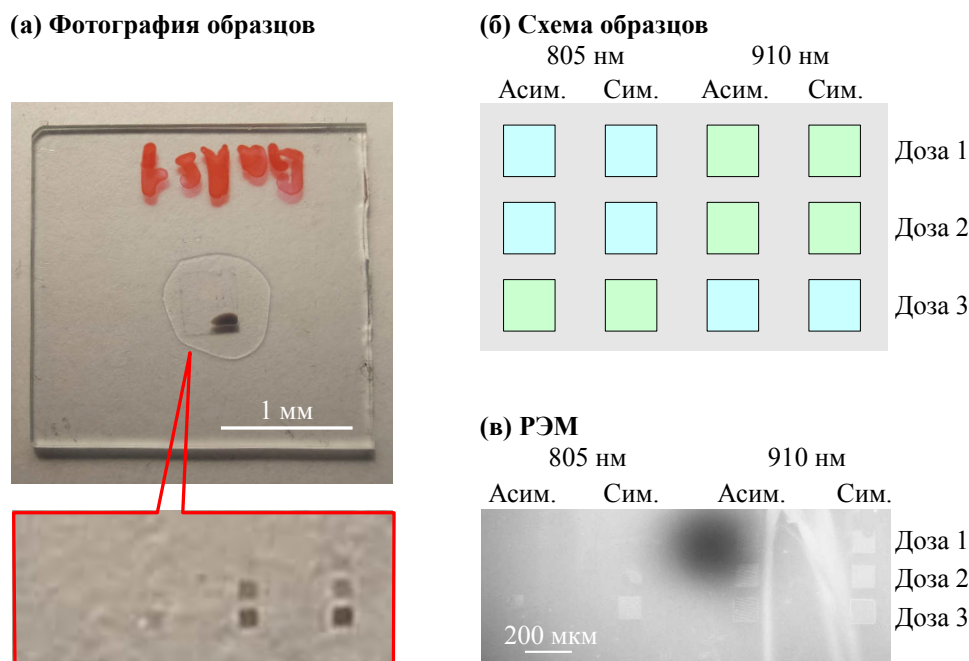 (а) Фотография образцов
1 мм
(б) Схема образцов
805 нм 910 нм
Асим. Сим. Асим. Сим.
Доза 1
Доза 2
Доза 3
(в) РЭМ
805 нм 910 нм
Асим. Сим. Асим. Сим.
Доза 1
Доза 2
Доза 3
200 мкм